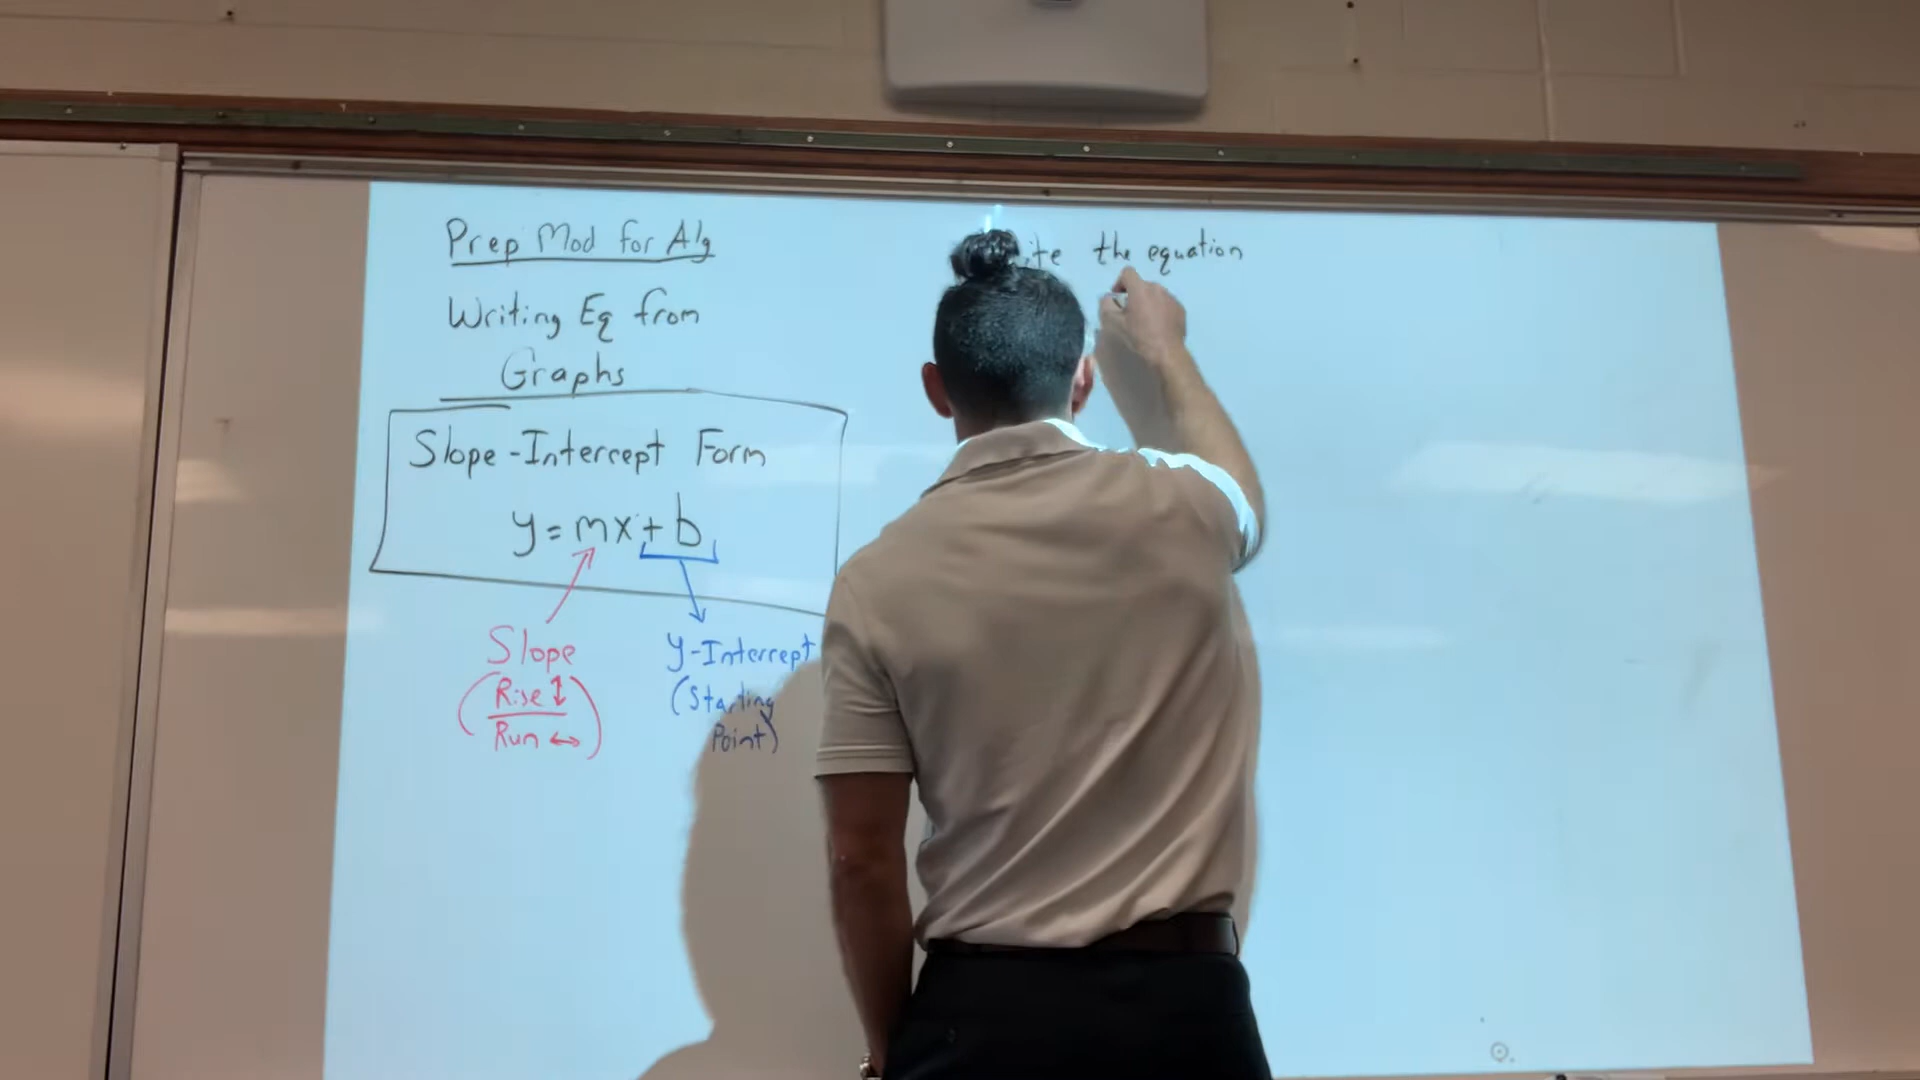 Prep Mod for Alg
Writing Eq from
Graphs
Slope-Intercept Form
y = mx + b
Slope
(Rise ↕
Run ↔)
y-Intercept
(Starting
Point)
the equation